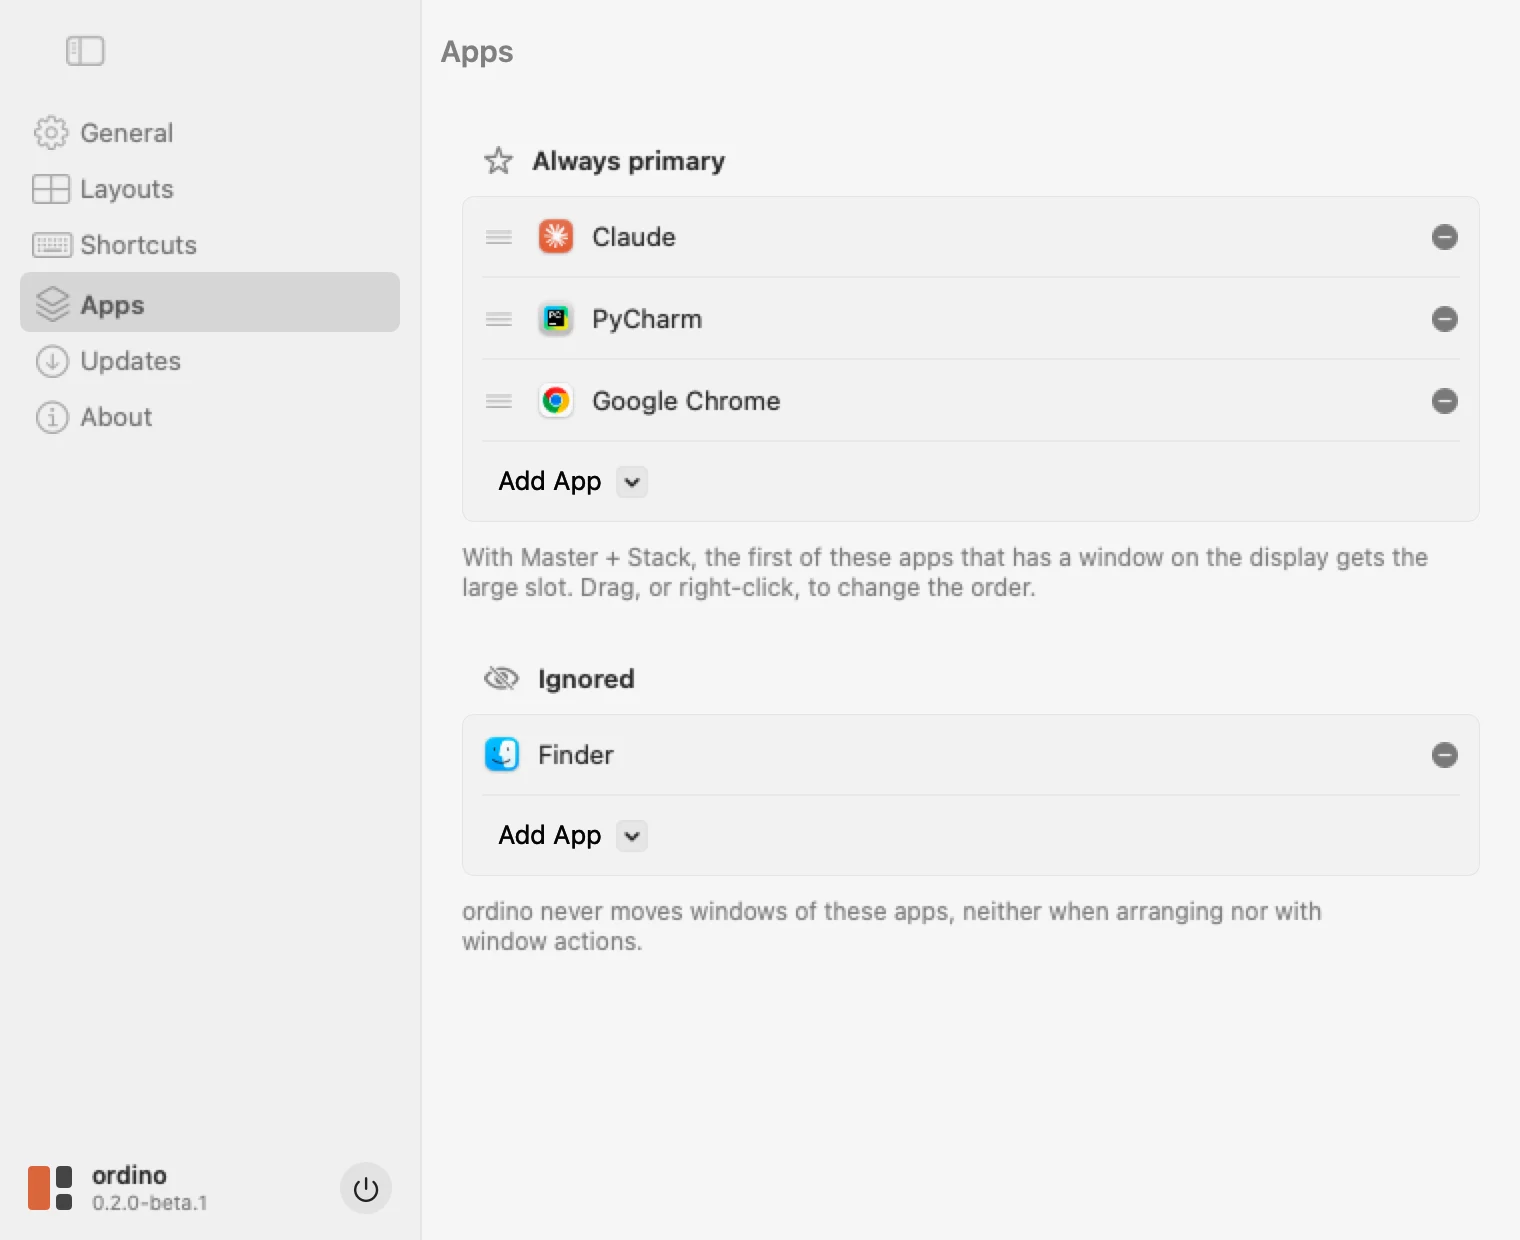 Apps
General
Layouts
Shortcuts
Apps
Updates
About
Always primary
Claude
PyCharm
Google Chrome
Add App
With Master + Stack, the first of these apps that has a window on the display gets the
large slot. Drag, or right-click, to change the order.
Ignored
Finder
Add App
ordino never moves windows of these apps, neither when arranging nor with
window actions.
ordino
0.2.0-beta.1